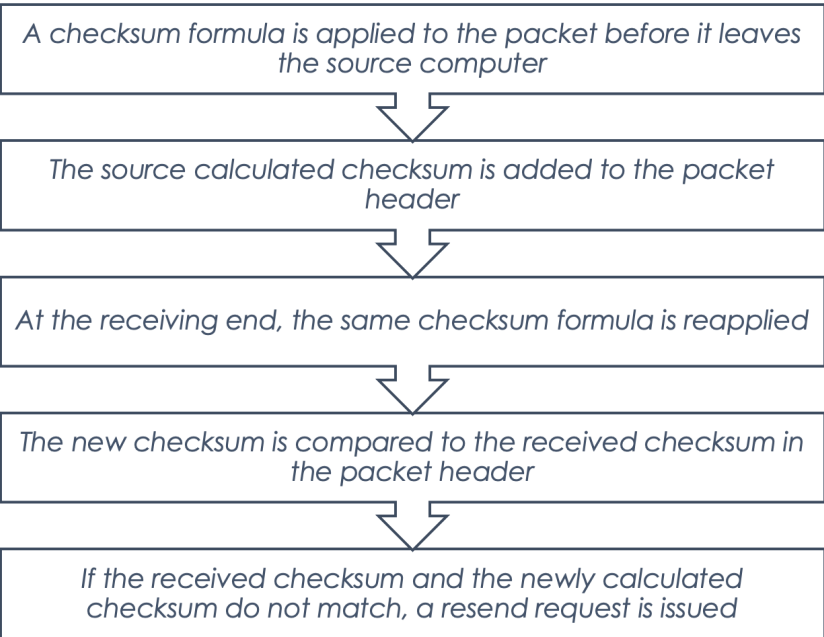 A checksum formula is applied to the packet before it leaves
the source computer
The source calculated checksum is added to the packet
header
At the receiving end, the same checksum formula is reapplied
The new checksum is compared to the received checksum in
the packet header
If the received checksum and the newly calculated
checksum do not match, a resend request is issued